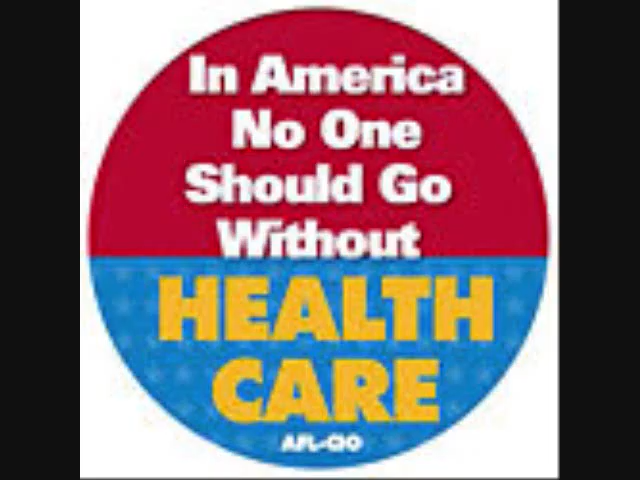 In America
No One
Should Go
Without
HEALTH
CARE
AFL-CIO